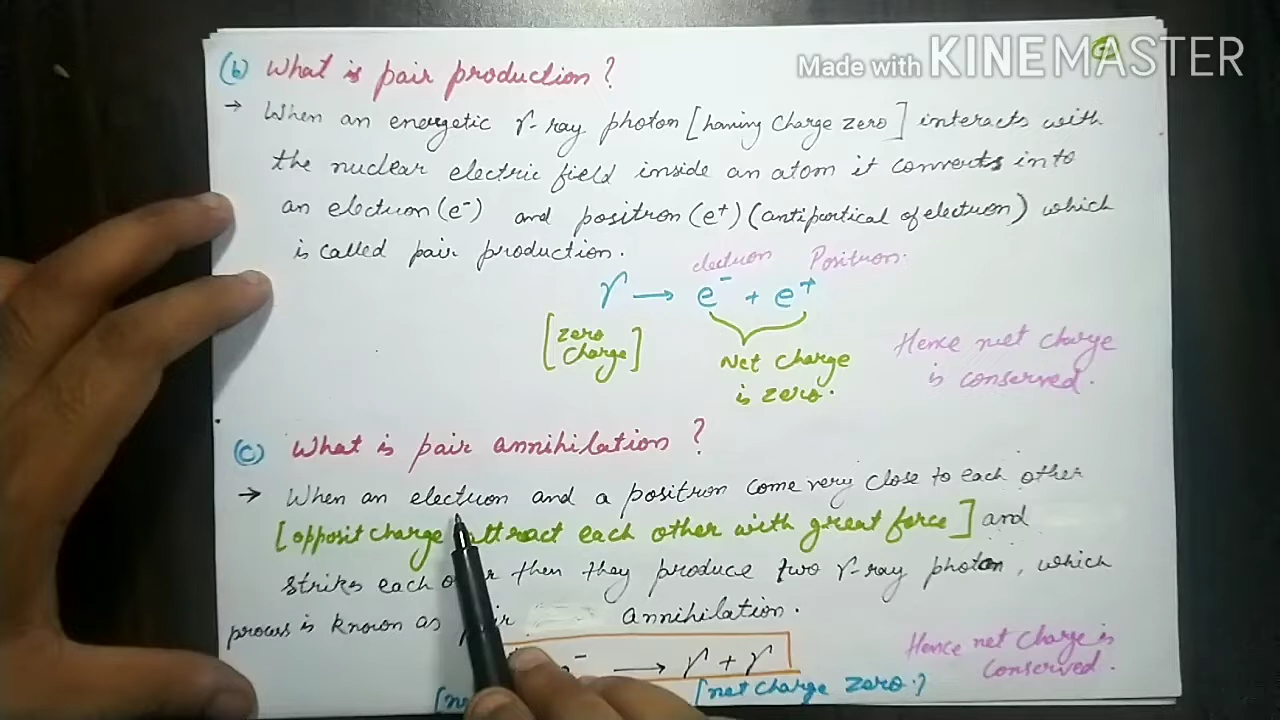 Made with KINEMASTER
(b) What is pair production?
→ When an energetic γ-ray photon [having charge zero] interacts with
the nuclear electric field inside an atom it converts into
an electron (e⁻) and positron (e⁺) (antipartical of electron) which
is called pair production.
electron Positron.
γ → e⁻ + e⁺
[zero charge]
Net charge
is zero.
Hence net charge
is conserved.
(c) What is pair annihilation?
→ When an electron and a positron come very close to each other
[opposit charge attract each other with great force] and
strikes each other then they produce two γ-ray photon, which
process is known as pair annihilation.
e⁻ → γ + γ
[net charge zero.]
Hence net charge is
conserved.